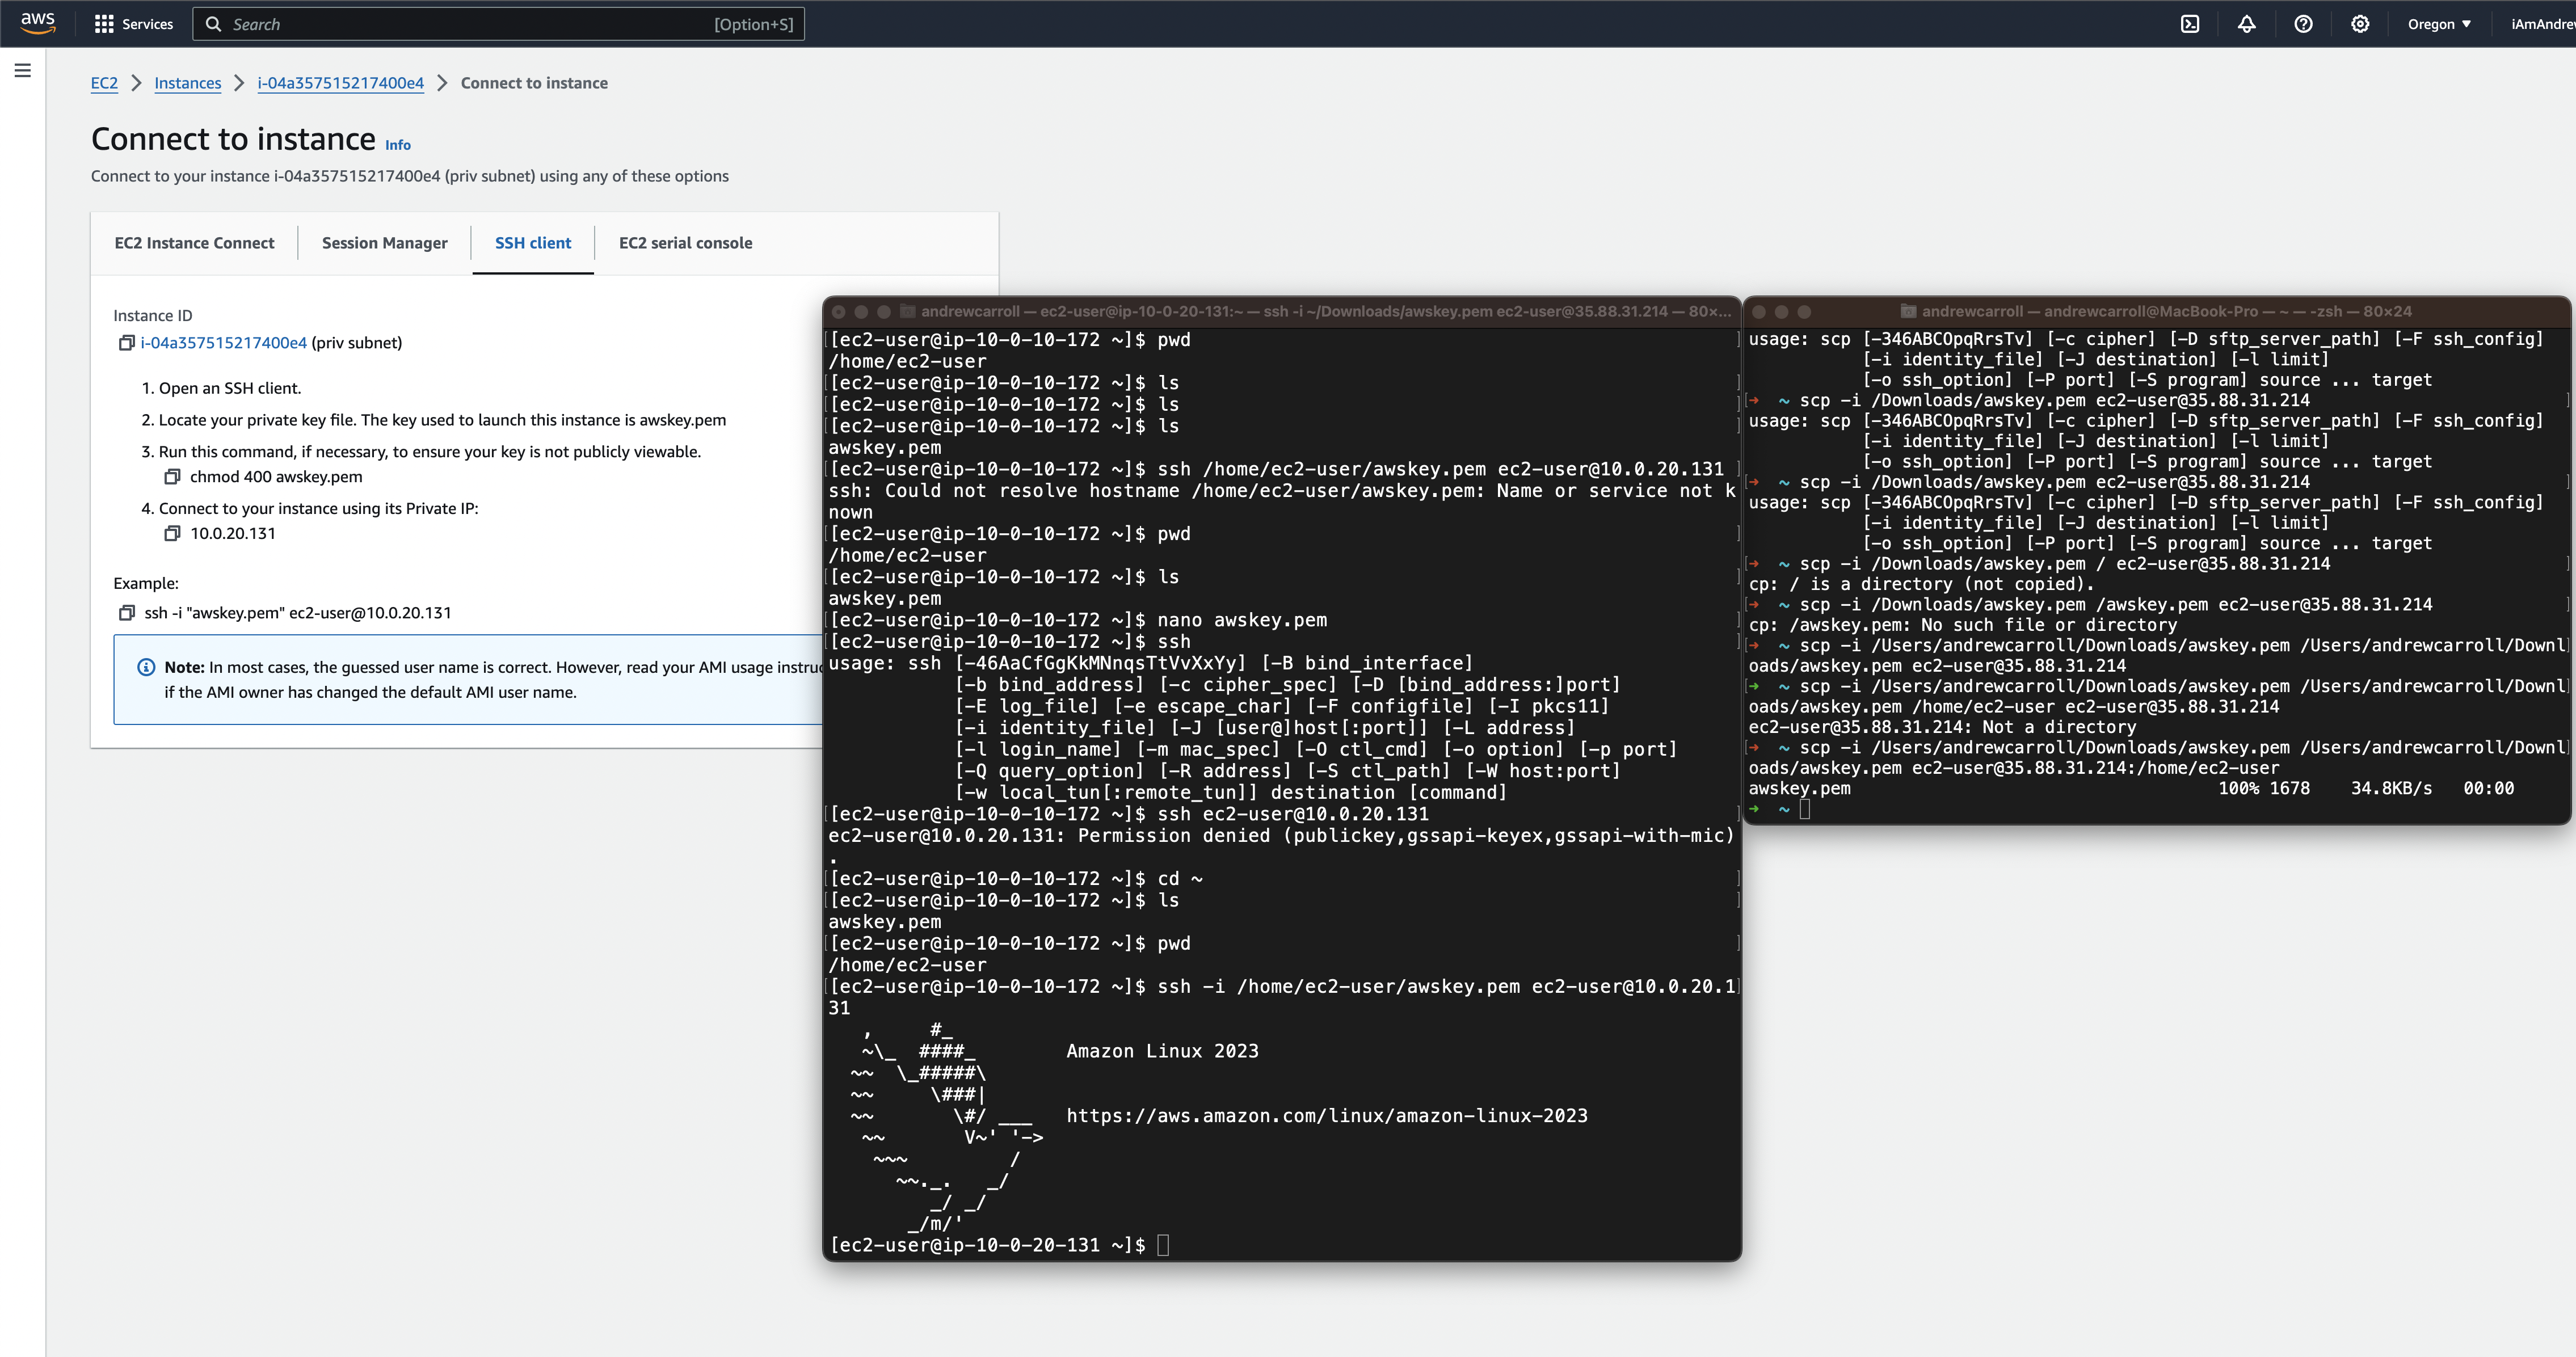 aws Services Search [Option+S] Oregon iAmAndrew
EC2 > Instances > i-04a357515217400e4 > Connect to instance
Connect to instance Info
Connect to your instance i-04a357515217400e4 (priv subnet) using any of these options
EC2 Instance Connect
Session Manager
SSH client
EC2 serial console
Instance ID
i-04a357515217400e4 (priv subnet)
1. Open an SSH client.
2. Locate your private key file. The key used to launch this instance is awskey.pem
3. Run this command, if necessary, to ensure your key is not publicly viewable.
chmod 400 awskey.pem
4. Connect to your instance using its Private IP:
10.0.20.131
Example:
ssh -i "awskey.pem" ec2-user@10.0.20.131
Note: In most cases, the guessed user name is correct. However, read your AMI usage instruc
if the AMI owner has changed the default AMI user name.
andrewcarroll — ec2-user@ip-10-0-20-131:~ — ssh -i ~/Downloads/awskey.pem ec2-user@35.88.31.214 — 80×...
[[ec2-user@ip-10-0-10-172 ~]$ pwd ]
/home/ec2-user
[[ec2-user@ip-10-0-10-172 ~]$ ls ]
[[ec2-user@ip-10-0-10-172 ~]$ ls ]
[[ec2-user@ip-10-0-10-172 ~]$ ls ]
awskey.pem
[[ec2-user@ip-10-0-10-172 ~]$ ssh /home/ec2-user/awskey.pem ec2-user@10.0.20.131 ]
ssh: Could not resolve hostname /home/ec2-user/awskey.pem: Name or service not k
nown
[[ec2-user@ip-10-0-10-172 ~]$ pwd ]
/home/ec2-user
[[ec2-user@ip-10-0-10-172 ~]$ ls ]
awskey.pem
[[ec2-user@ip-10-0-10-172 ~]$ nano awskey.pem ]
[[ec2-user@ip-10-0-10-172 ~]$ ssh ]
usage: ssh [-46AaCfGgKkMNnqsTtVvXxYy] [-B bind_interface]
[-b bind_address] [-c cipher_spec] [-D [bind_address:]port]
[-E log_file] [-e escape_char] [-F configfile] [-I pkcs11]
[-i identity_file] [-J [user@]host[:port]] [-L address]
[-l login_name] [-m mac_spec] [-O ctl_cmd] [-o option] [-p port]
[-Q query_option] [-R address] [-S ctl_path] [-W host:port]
[-w local_tun[:remote_tun]] destination [command]
[[ec2-user@ip-10-0-10-172 ~]$ ssh ec2-user@10.0.20.131 ]
ec2-user@10.0.20.131: Permission denied (publickey,gssapi-keyex,gssapi-with-mic)
.
[[ec2-user@ip-10-0-10-172 ~]$ cd ~ ]
[[ec2-user@ip-10-0-10-172 ~]$ ls ]
awskey.pem
[[ec2-user@ip-10-0-10-172 ~]$ pwd ]
/home/ec2-user
[[ec2-user@ip-10-0-10-172 ~]$ ssh -i /home/ec2-user/awskey.pem ec2-user@10.0.20.1]
31
   ,     #_
   ~\_  ####_        Amazon Linux 2023
  ~~  \_#####\
  ~~     \###|
  ~~       \#/ ___   https://aws.amazon.com/linux/amazon-linux-2023
   ~~       V~' '->
    ~~~         /
      ~~._.   _/
         _/ _/
       _/m/'
[ec2-user@ip-10-0-20-131 ~]$
andrewcarroll — andrewcarroll@MacBook-Pro — ~ — -zsh — 80×24
usage: scp [-346ABCOpqRrsTv] [-c cipher] [-D sftp_server_path] [-F ssh_config]
[-i identity_file] [-J destination] [-l limit]
[-o ssh_option] [-P port] [-S program] source ... target
[➜ ~ scp -i /Downloads/awskey.pem ec2-user@35.88.31.214 ]
usage: scp [-346ABCOpqRrsTv] [-c cipher] [-D sftp_server_path] [-F ssh_config]
[-i identity_file] [-J destination] [-l limit]
[-o ssh_option] [-P port] [-S program] source ... target
[➜ ~ scp -i /Downloads/awskey.pem ec2-user@35.88.31.214 ]
usage: scp [-346ABCOpqRrsTv] [-c cipher] [-D sftp_server_path] [-F ssh_config]
[-i identity_file] [-J destination] [-l limit]
[-o ssh_option] [-P port] [-S program] source ... target
[➜ ~ scp -i /Downloads/awskey.pem / ec2-user@35.88.31.214 ]
cp: / is a directory (not copied).
[➜ ~ scp -i /Downloads/awskey.pem /awskey.pem ec2-user@35.88.31.214 ]
cp: /awskey.pem: No such file or directory
[➜ ~ scp -i /Users/andrewcarroll/Downloads/awskey.pem /Users/andrewcarroll/Downl]
oads/awskey.pem ec2-user@35.88.31.214
[➜ ~ scp -i /Users/andrewcarroll/Downloads/awskey.pem /Users/andrewcarroll/Downl]
oads/awskey.pem /home/ec2-user ec2-user@35.88.31.214
ec2-user@35.88.31.214: Not a directory
[➜ ~ scp -i /Users/andrewcarroll/Downloads/awskey.pem /Users/andrewcarroll/Downl]
oads/awskey.pem ec2-user@35.88.31.214:/home/ec2-user
awskey.pem 100% 1678 34.8KB/s 00:00
➜ ~